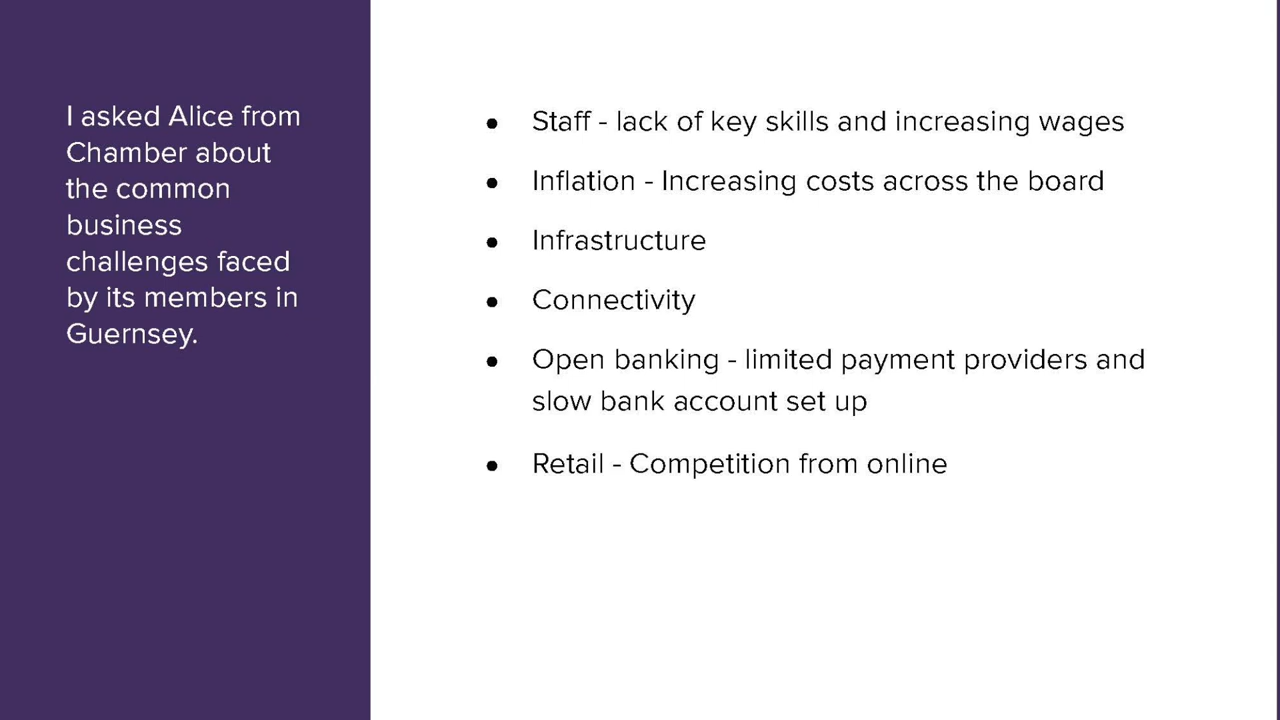 I asked Alice from
Chamber about
the common
business
challenges faced
by its members in
Guernsey.
● Staff - lack of key skills and increasing wages
● Inflation - Increasing costs across the board
● Infrastructure
● Connectivity
● Open banking - limited payment providers and
slow bank account set up
● Retail - Competition from online